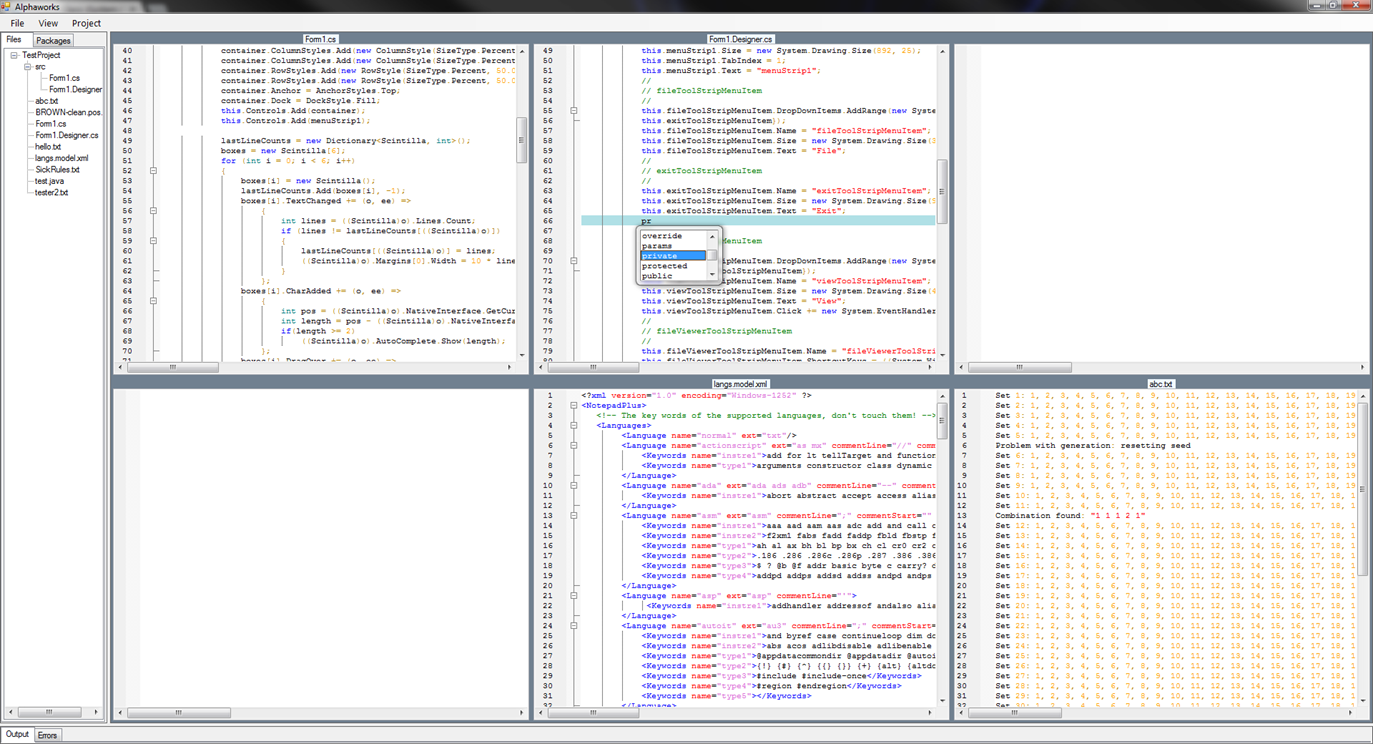 Alphaworks
File View Project
Files Packages
TestProject
src
Form1.cs
Form1.Designer
abc.txt
BROWN-clean.pos.
Form1.cs
Form1.Designer.cs
hello.txt
langs.model.xml
SickRules.txt
test.java
tester2.txt
Form1.cs
40 container.ColumnStyles.Add(new ColumnStyle(SizeType.Percent
41 container.ColumnStyles.Add(new ColumnStyle(SizeType.Percent
42 container.RowStyles.Add(new RowStyle(SizeType.Percent, 50.0
43 container.RowStyles.Add(new RowStyle(SizeType.Percent, 50.0
44 container.Anchor = AnchorStyles.Top;
45 container.Dock = DockStyle.Fill;
46 this.Controls.Add(container);
47 this.Controls.Add(menuStrip1);
48
49 lastLineCounts = new Dictionary<Scintilla, int>();
50 boxes = new Scintilla[6];
51 for (int i = 0; i < 6; i++)
52 {
53 boxes[i] = new Scintilla();
54 lastLineCounts.Add(boxes[i], -1);
55 boxes[i].TextChanged += (o, ee) =>
56 {
57 int lines = ((Scintilla)o).Lines.Count;
58 if (lines != lastLineCounts[((Scintilla)o)])
59 {
60 lastLineCounts[((Scintilla)o)] = lines;
61 ((Scintilla)o).Margins[0].Width = 10 * line
62 }
63 };
64 boxes[i].CharAdded += (o, ee) =>
65 {
66 int pos = ((Scintilla)o).NativeInterface.GetCur
67 int length = pos - ((Scintilla)o).NativeInterfa
68 if(length >= 2)
69 ((Scintilla)o).AutoComplete.Show(length);
70 };
71 boxes[i].DragOver += (o, ee) =>
Form1.Designer.cs
49 this.menuStrip1.Size = new System.Drawing.Size(892, 25);
50 this.menuStrip1.TabIndex = 1;
51 this.menuStrip1.Text = "menuStrip1";
52 //
53 // fileToolStripMenuItem
54 //
55 this.fileToolStripMenuItem.DropDownItems.AddRange(new Syste
56 this.exitToolStripMenuItem});
57 this.fileToolStripMenuItem.Name = "fileToolStripMenuItem";
58 this.fileToolStripMenuItem.Size = new System.Drawing.Size(3
59 this.fileToolStripMenuItem.Text = "File";
60 //
61 // exitToolStripMenuItem
62 //
63 this.exitToolStripMenuItem.Name = "exitToolStripMenuItem";
64 this.exitToolStripMenuItem.Size = new System.Drawing.Size(9
65 this.exitToolStripMenuItem.Text = "Exit";
66 pr
67
68 MenuItem
69
70 ipMenuItem.DropDownItems.AddRange(new Syste
71 oolStripMenuItem});
72 ipMenuItem.Name = "viewToolStripMenuItem";
73 this.viewToolStripMenuItem.Size = new System.Drawing.Size(4
74 this.viewToolStripMenuItem.Text = "View";
75 this.viewToolStripMenuItem.Click += new System.EventHandler
76 //
77 // fileViewerToolStripMenuItem
78 //
79 this.fileViewerToolStripMenuItem.Name = "fileViewerToolStri
80
override
params
private
protected
public
langs.model.xml
1 <?xml version="1.0" encoding="Windows-1252" ?>
2 <NotepadPlus>
3 <!-- The key words of the supported languages, don't touch them! -->
4 <Languages>
5 <Language name="normal" ext="txt"/>
6 <Language name="actionscript" ext="as mx" commentLine="//" comm
7 <Keywords name="instre1">add for lt tellTarget and function
8 <Keywords name="type1">arguments constructor class dynamic
9 </Language>
10 <Language name="ada" ext="ada ads adb" commentLine="--" comment
11 <Keywords name="instre1">abort abstract accept access alias
12 </Language>
13 <Language name="asm" ext="asm" commentLine=";" commentStart=""
14 <Keywords name="instre1">aaa aad aam aas adc add and call c
15 <Keywords name="instre2">f2xm1 fabs fadd faddp fbld fbstp f
16 <Keywords name="type1">ah al ax bh bl bp bx ch cl cr0 cr2 c
17 <Keywords name="type2">.186 .286 .286c .286p .287 .386 .386
18 <Keywords name="type3">$ ? @b @f addr basic byte c carry? d
19 <Keywords name="type4">addpd addps addsd addss andpd andps
20 </Language>
21 <Language name="asp" ext="asp" commentLine="'">
22 <Keywords name="instre1">addhandler addressof andalso alia
23 </Language>
24 <Language name="autoit" ext="au3" commentLine=";" commentStart=
25 <Keywords name="instre1">and byref case continueloop dim do
26 <Keywords name="instre2">abs acos adlibdisable adlibenable
27 <Keywords name="type1">@appdatacommondir @appdatadir @autoi
28 <Keywords name="type2">{!} {#} {^} {{} {}} {+} {alt} {altdo
29 <Keywords name="type3">#include #include-once</Keywords>
30 <Keywords name="type4">#region #endregion</Keywords>
31 <Keywords name="type5"></Keywords>
32 </Language>
abc.txt
1 Set 1: 1, 2, 3, 4, 5, 6, 7, 8, 9, 10, 11, 12, 13, 14, 15, 16, 17, 18, 19
2 Set 2: 1, 2, 3, 4, 5, 6, 7, 8, 9, 10, 11, 12, 13, 14, 15, 16, 17, 18, 19
3 Set 3: 1, 2, 3, 4, 5, 6, 7, 8, 9, 10, 11, 12, 13, 14, 15, 16, 17, 18, 19
4 Set 4: 1, 2, 3, 4, 5, 6, 7, 8, 9, 10, 11, 12, 13, 14, 15, 16, 17, 18, 19
5 Set 5: 1, 2, 3, 4, 5, 6, 7, 8, 9, 10, 11, 12, 13, 14, 15, 16, 17, 18, 19
6 Problem with generation: resetting seed
7 Set 6: 1, 2, 3, 4, 5, 6, 7, 8, 9, 10, 11, 12, 13, 14, 15, 16, 17, 18, 19
8 Set 7: 1, 2, 3, 4, 5, 6, 7, 8, 9, 10, 11, 12, 13, 14, 15, 16, 17, 18, 19
9 Set 8: 1, 2, 3, 4, 5, 6, 7, 8, 9, 10, 11, 12, 13, 14, 15, 16, 17, 18, 19
10 Set 9: 1, 2, 3, 4, 5, 6, 7, 8, 9, 10, 11, 12, 13, 14, 15, 16, 17, 18, 19
11 Set 10: 1, 2, 3, 4, 5, 6, 7, 8, 9, 10, 11, 12, 13, 14, 15, 16, 17, 18, 1
12 Set 11: 1, 2, 3, 4, 5, 6, 7, 8, 9, 10, 11, 12, 13, 14, 15, 16, 17, 18, 1
13 Combination found: "1 1 1 2 1"
14 Set 12: 1, 2, 3, 4, 5, 6, 7, 8, 9, 10, 11, 12, 13, 14, 15, 16, 17, 18, 1
15 Set 13: 1, 2, 3, 4, 5, 6, 7, 8, 9, 10, 11, 12, 13, 14, 15, 16, 17, 18, 1
16 Set 14: 1, 2, 3, 4, 5, 6, 7, 8, 9, 10, 11, 12, 13, 14, 15, 16, 17, 18, 1
17 Set 15: 1, 2, 3, 4, 5, 6, 7, 8, 9, 10, 11, 12, 13, 14, 15, 16, 17, 18, 1
18 Set 16: 1, 2, 3, 4, 5, 6, 7, 8, 9, 10, 11, 12, 13, 14, 15, 16, 17, 18, 1
19 Set 17: 1, 2, 3, 4, 5, 6, 7, 8, 9, 10, 11, 12, 13, 14, 15, 16, 17, 18, 1
20 Set 18: 1, 2, 3, 4, 5, 6, 7, 8, 9, 10, 11, 12, 13, 14, 15, 16, 17, 18, 1
21 Set 19: 1, 2, 3, 4, 5, 6, 7, 8, 9, 10, 11, 12, 13, 14, 15, 16, 17, 18, 1
22 Set 20: 1, 2, 3, 4, 5, 6, 7, 8, 9, 10, 11, 12, 13, 14, 15, 16, 17, 18, 1
23 Set 21: 1, 2, 3, 4, 5, 6, 7, 8, 9, 10, 11, 12, 13, 14, 15, 16, 17, 18, 1
24 Set 22: 1, 2, 3, 4, 5, 6, 7, 8, 9, 10, 11, 12, 13, 14, 15, 16, 17, 18, 1
25 Set 23: 1, 2, 3, 4, 5, 6, 7, 8, 9, 10, 11, 12, 13, 14, 15, 16, 17, 18, 1
26 Set 24: 1, 2, 3, 4, 5, 6, 7, 8, 9, 10, 11, 12, 13, 14, 15, 16, 17, 18, 1
27 Set 25: 1, 2, 3, 4, 5, 6, 7, 8, 9, 10, 11, 12, 13, 14, 15, 16, 17, 18, 1
28 Set 26: 1, 2, 3, 4, 5, 6, 7, 8, 9, 10, 11, 12, 13, 14, 15, 16, 17, 18, 1
29 Set 27: 1, 2, 3, 4, 5, 6, 7, 8, 9, 10, 11, 12, 13, 14, 15, 16, 17, 18, 1
30 Set 28: 1, 2, 3, 4, 5, 6, 7, 8, 9, 10, 11, 12, 13, 14, 15, 16, 17, 18, 1
31 Set 29: 1, 2, 3, 4, 5, 6, 7, 8, 9, 10, 11, 12, 13, 14, 15, 16, 17, 18, 1
Output Errors